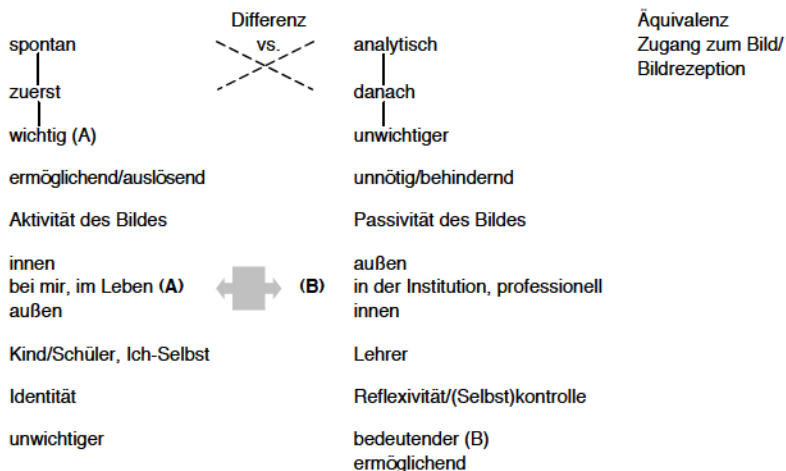 Differenz
Äquivalenz
spontan vs. analytisch Zugang zum Bild/
Bildrezeption
zuerst danach
wichtig (A) unwichtiger
ermöglichend/auslösend unnötig/behindernd
Aktivität des Bildes Passivität des Bildes
innen außen
bei mir, im Leben (A) (B) in der Institution, professionell
außen innen
Kind/Schüler, Ich-Selbst Lehrer
Identität Reflexivität/(Selbst)kontrolle
unwichtiger bedeutender (B)
ermöglichend